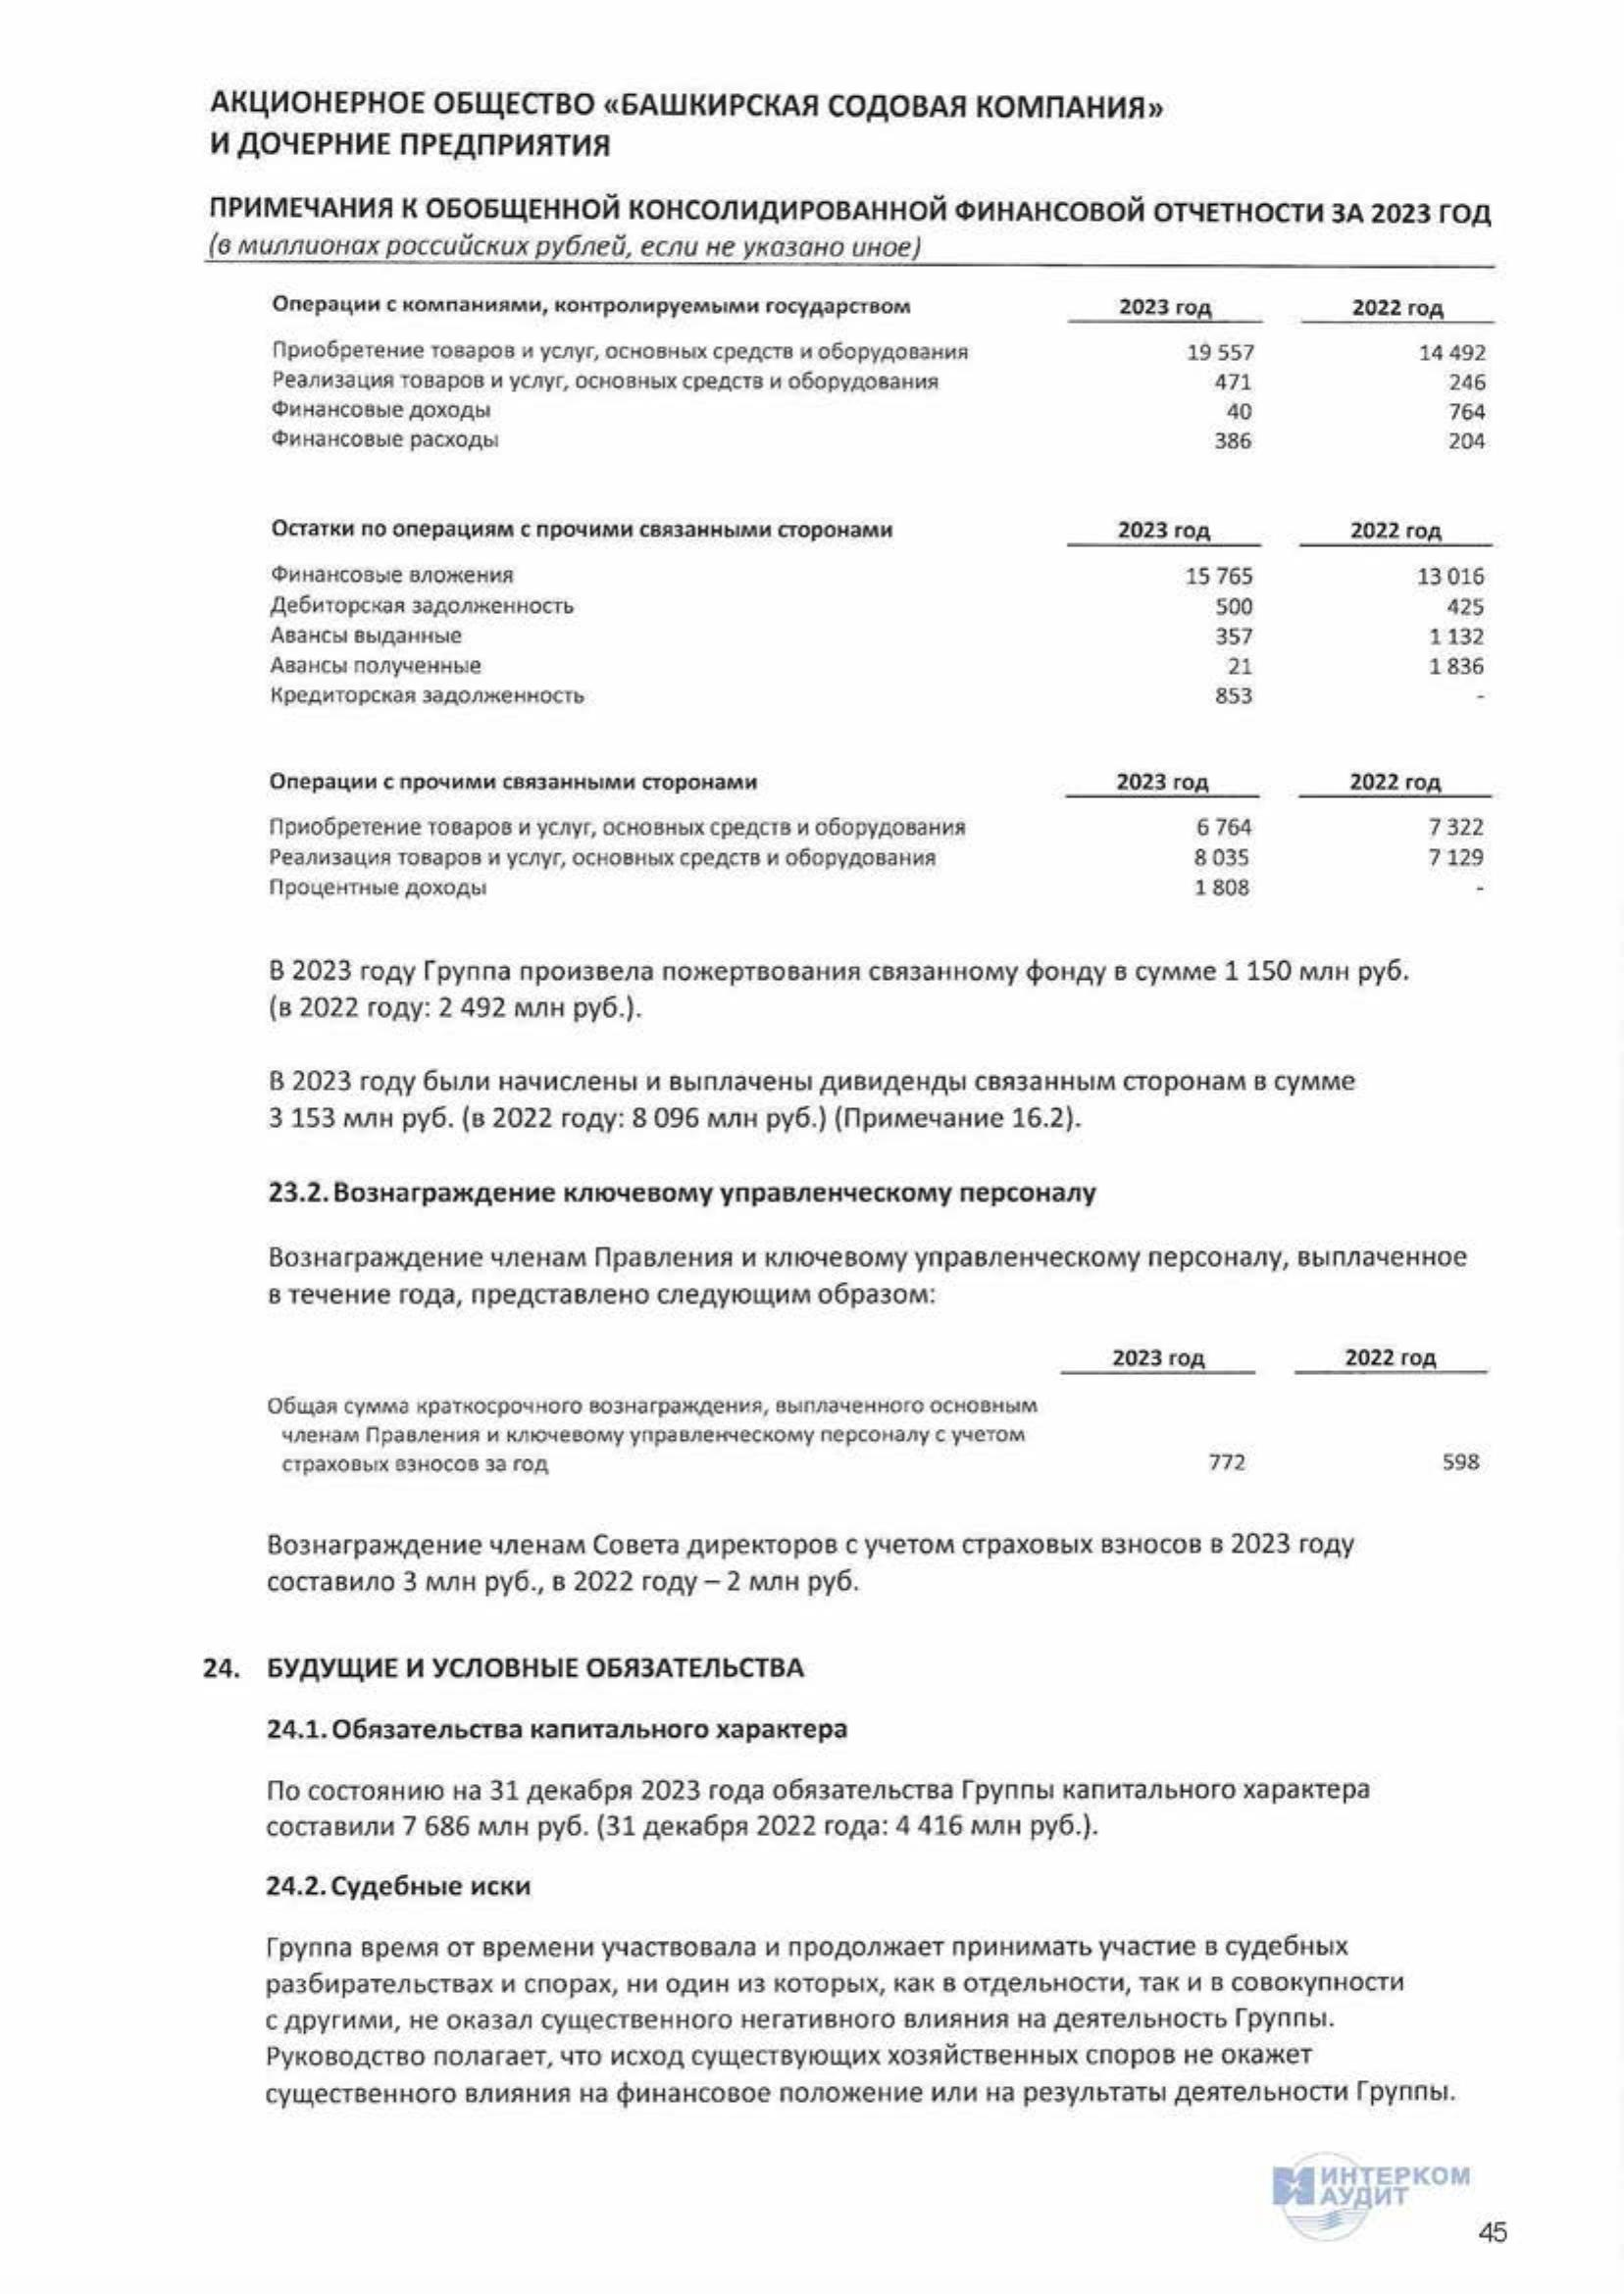 АКЦИОНЕРНОЕ ОБЩЕСТВО «БАШКИРСКАЯ СОДОВАЯ КОМПАНИЯ»
И ДОЧЕРНИЕ ПРЕДПРИЯТИЯ
ПРИМЕЧАНИЯ К ОБОБЩЕННОЙ КОНСОЛИДИРОВАННОЙ ФИНАНСОВОЙ ОТЧЕТНОСТИ ЗА 2023 ГОД
(в миллионах российских рублей, если не указано иное)
Операции с компаниями, контролируемыми государством 2023 год 2022 год
Приобретение товаров и услуг, основных средств и оборудования 19 557 14 492
Реализация товаров и услуг, основных средств и оборудования 471 246
Финансовые доходы 40 764
Финансовые расходы 386 204
Остатки по операциям с прочими связанными сторонами 2023 год 2022 год
Финансовые вложения 15 765 13 016
Дебиторская задолженность 500 425
Авансы выданные 357 1 132
Авансы полученные 21 1 836
Кредиторская задолженность 853 -
Операции с прочими связанными сторонами 2023 год 2022 год
Приобретение товаров и услуг, основных средств и оборудования 6 764 7 322
Реализация товаров и услуг, основных средств и оборудования 8 035 7 129
Процентные доходы 1 808 -
В 2023 году Группа произвела пожертвования связанному фонду в сумме 1 150 млн руб.
(в 2022 году: 2 492 млн руб.).
В 2023 году были начислены и выплачены дивиденды связанным сторонам в сумме
3 153 млн руб. (в 2022 году: 8 096 млн руб.) (Примечание 16.2).
23.2. Вознаграждение ключевому управленческому персоналу
Вознаграждение членам Правления и ключевому управленческому персоналу, выплаченное
в течение года, представлено следующим образом:
2023 год 2022 год
Общая сумма краткосрочного вознаграждения, выплаченного основным
членам Правления и ключевому управленческому персоналу с учетом
страховых взносов за год 772 598
Вознаграждение членам Совета директоров с учетом страховых взносов в 2023 году
составило 3 млн руб., в 2022 году – 2 млн руб.
24. БУДУЩИЕ И УСЛОВНЫЕ ОБЯЗАТЕЛЬСТВА
24.1. Обязательства капитального характера
По состоянию на 31 декабря 2023 года обязательства Группы капитального характера
составили 7 686 млн руб. (31 декабря 2022 года: 4 416 млн руб.).
24.2. Судебные иски
Группа время от времени участвовала и продолжает принимать участие в судебных
разбирательствах и спорах, ни один из которых, как в отдельности, так и в совокупности
с другими, не оказал существенного негативного влияния на деятельность Группы.
Руководство полагает, что исход существующих хозяйственных споров не окажет
существенного влияния на финансовое положение или на результаты деятельности Группы.
ИНТЕРКОМ
АУДИТ
45